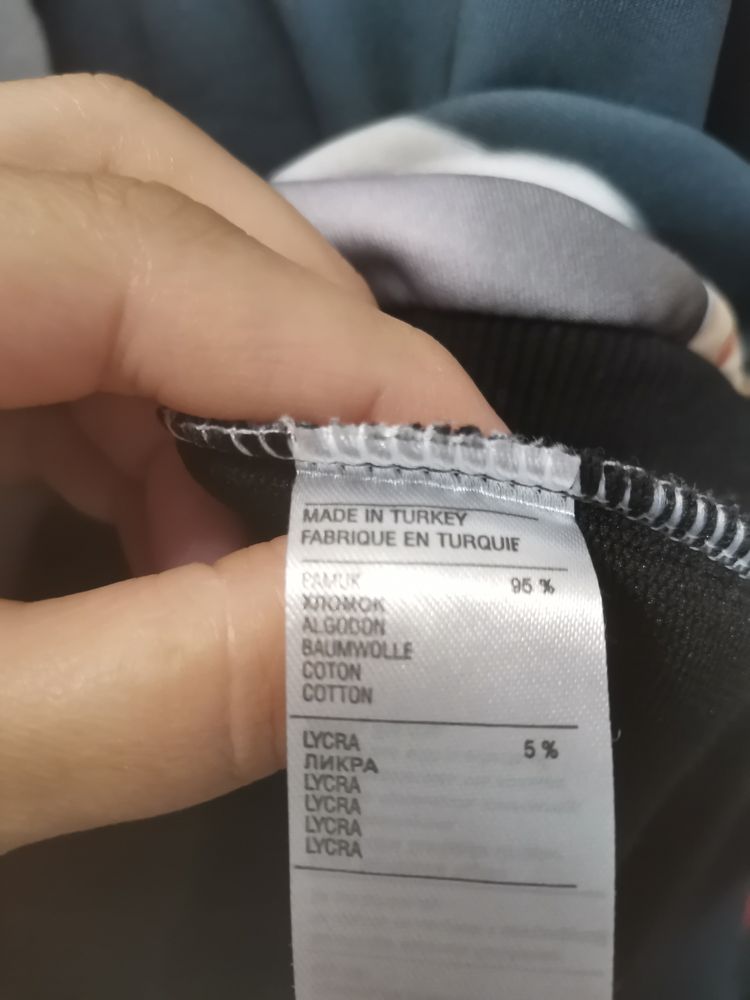 MADE IN TURKEY
FABRIQUE EN TURQUIE
PAMUK 95 %
ХЛОМОК
ALGODON
BAUMWOLLE
COTON
COTTON
LYCRA 5 %
ЛИКРА
LYCRA
LYCRA
LYCRA
LYCRA